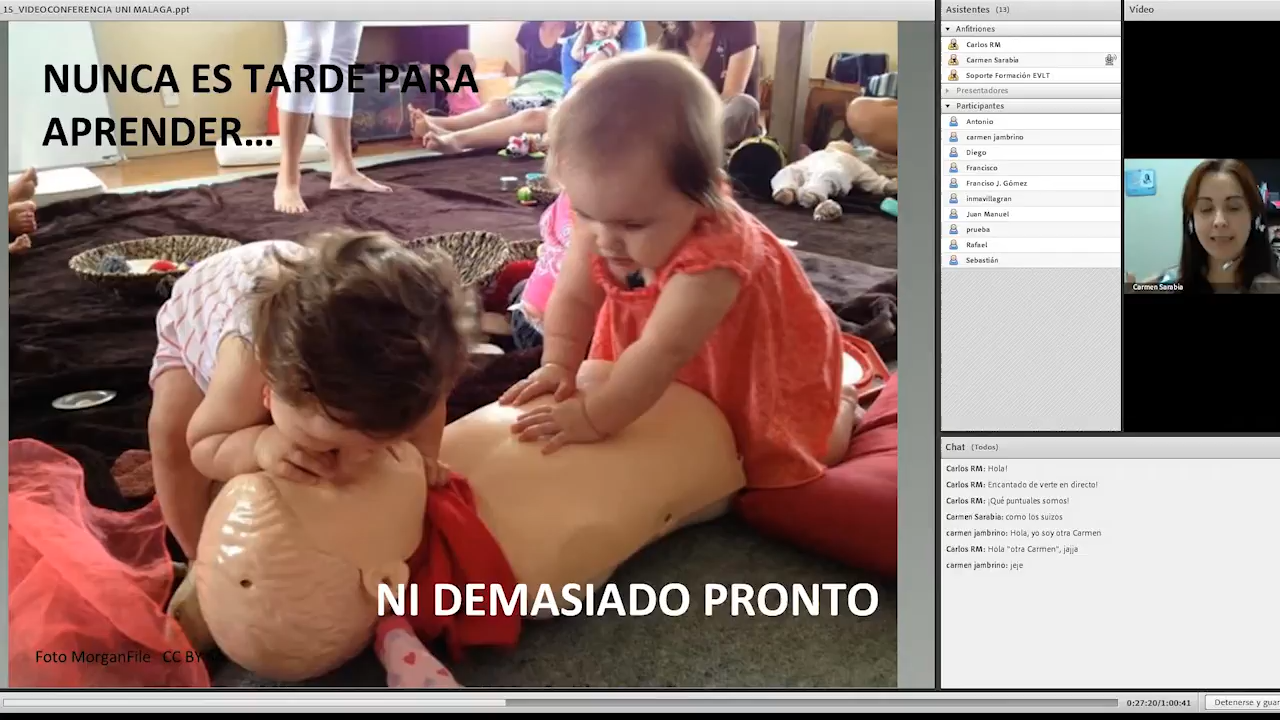 _15_VIDEOCONFERENCIA UNI MALAGA.ppt
NUNCA ES TARDE PARA
APRENDER...
NI DEMASIADO PRONTO
Foto MorganFile CC BY
Asistentes (13)
Anfitriones
Carlos RM
Carmen Sarabia
Soporte Formación EVLT
Presentadores
Participantes
Antonio
carmen jambrino
Diego
Francisco
Franciso J. Gómez
inmavillagran
Juan Manuel
prueba
Rafael
Sebastián
Vídeo
Carmen Sarabia
Chat (Todos)
Carlos RM: Hola!
Carlos RM: Encantado de verte en directo!
Carlos RM: ¡Qué puntuales somos!
Carmen Sarabia: como los suizos
carmen jambrino: Hola, yo soy otra Carmen
Carlos RM: Hola "otra Carmen", jajja
carmen jambrino: jeje
0:27:20/1:00:41
Detenerse y guar